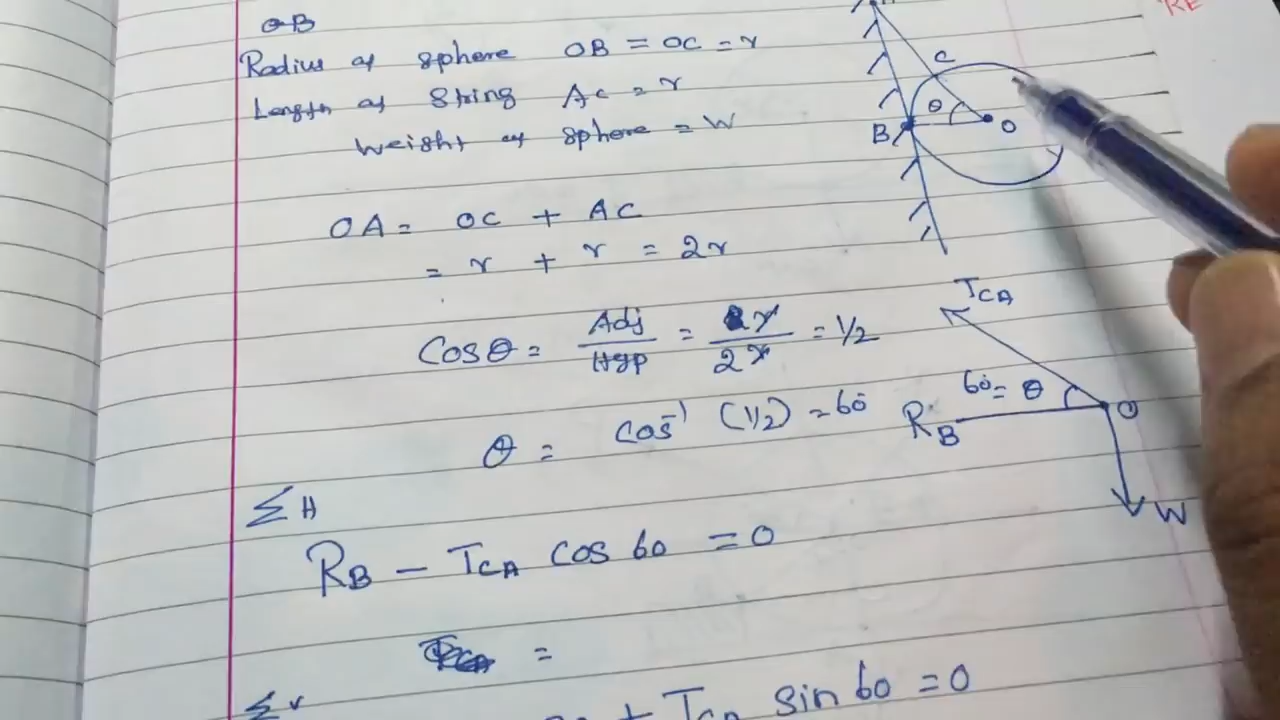 OB
Radius of sphere OB = OC = r
Length of String AC = r
Weight of sphere = W
C
θ
B
O
OA = OC + AC
= r + r = 2r
TCA
Cosθ = Adj/Hyp = r/2r = 1/2
60° = θ
O
RB
θ = Cos⁻¹ (1/2) = 60°
W
ΣH
RB – TCA Cos 60 = 0
=
Σv
+ TCA sin 60 = 0